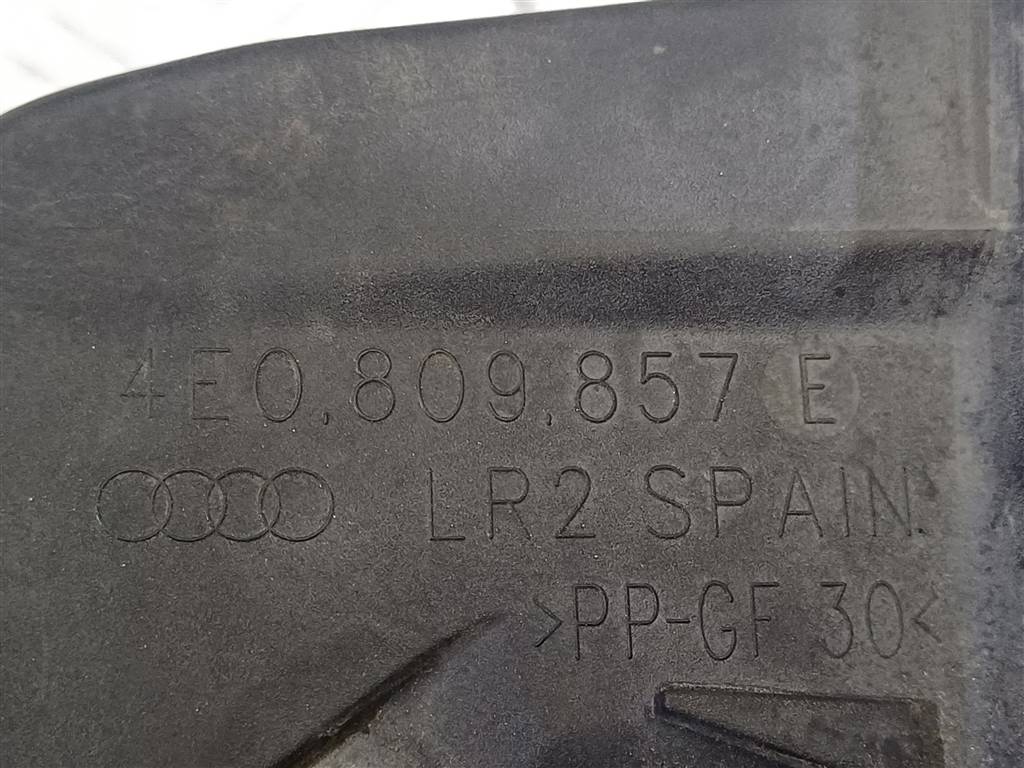 4E0.809.857 E
LR2 SPAIN
>PP-GF 30<